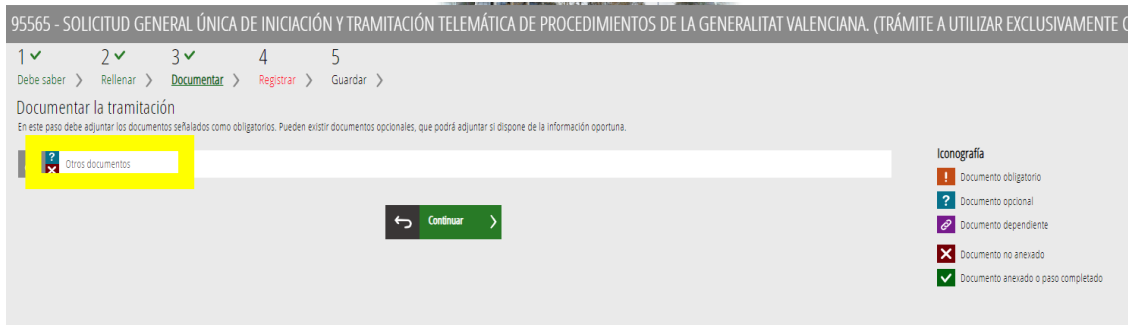 95565 - SOLICITUD GENERAL ÚNICA DE INICIACIÓN Y TRAMITACIÓN TELEMÁTICA DE PROCEDIMIENTOS DE LA GENERALITAT VALENCIANA. (TRÁMITE A UTILIZAR EXCLUSIVAMENTE
1 2 3 4 5
Debe saber Rellenar Documentar Registrar Guardar
Documentar la tramitación
En este paso debe adjuntar los documentos señalados como obligatorios. Pueden existir documentos opcionales, que podrá adjuntar si dispone de la información oportuna.
? Otros documentos
Continuar
Iconografía
! Documento obligatorio
? Documento opcional
Documento dependiente
Documento no anexado
Documento anexado o paso completado